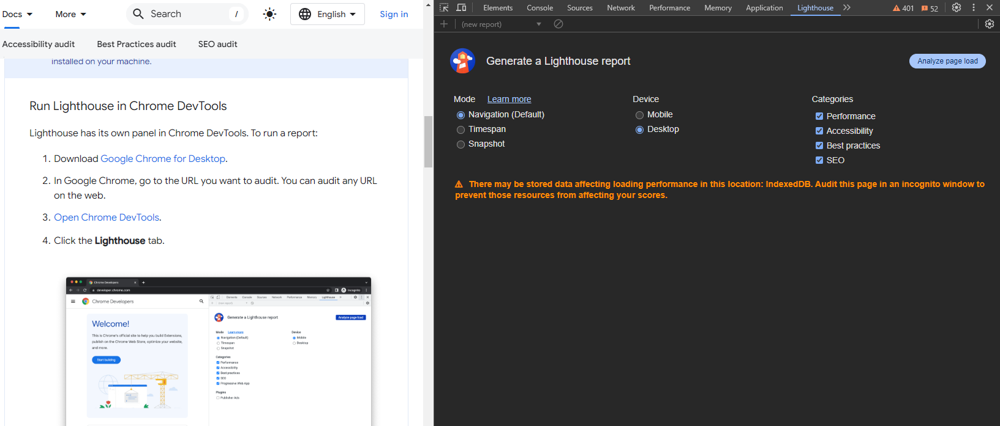 Docs
More
Search
/
English
Sign in
Accessibility audit
Best Practices audit
SEO audit
installed on your machine.
Run Lighthouse in Chrome DevTools
Lighthouse has its own panel in Chrome DevTools. To run a report:
1. Download Google Chrome for Desktop.
2. In Google Chrome, go to the URL you want to audit. You can audit any URL
on the web.
3. Open Chrome DevTools.
4. Click the Lighthouse tab.
Chrome Developers
developer.chrome.com
Incognito
Chrome Developers
Welcome!
This is Chrome's official site to help you build Extensions,
publish on the Chrome Web Store, optimize your website,
and more.
Start building
Elements
Console
Sources
Network
Performance
Memory
Lighthouse
(new report)
Generate a Lighthouse report
Analyze page load
Mode
Learn more
Device
Navigation (Default)
Mobile
Timespan
Desktop
Snapshot
Categories
Performance
Accessibility
Best practices
SEO
Progressive Web App
Plugins
Publisher Ads
Elements
Console
Sources
Network
Performance
Memory
Application
Lighthouse
401
52
(new report)
Generate a Lighthouse report
Analyze page load
Mode
Learn more
Navigation (Default)
Timespan
Snapshot
Device
Mobile
Desktop
Categories
Performance
Accessibility
Best practices
SEO
There may be stored data affecting loading performance in this location: IndexedDB. Audit this page in an incognito window to
prevent those resources from affecting your scores.